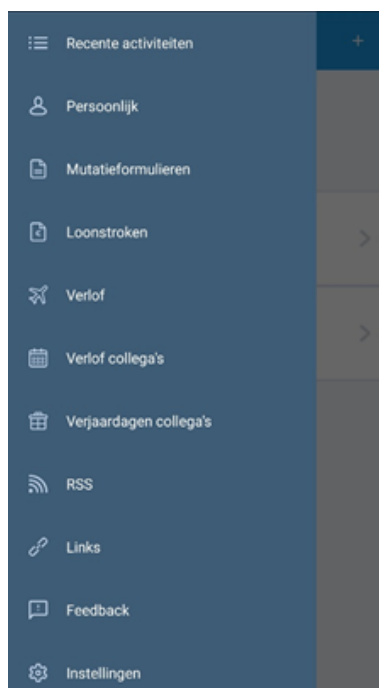 Recente activiteiten
+
Persoonlijk
Mutatieformulieren
Loonstroken
Verlof
Verlof collega's
Verjaardagen collega's
RSS
Links
Feedback
Instellingen